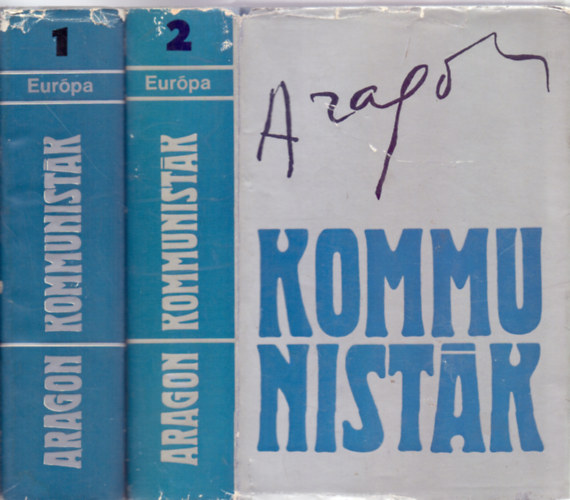 1
Európa
ARAGON KOMMUNISTÁK
2
Európa
ARAGON KOMMUNISTÁK
Aragon
KOMMU
NISTÁK